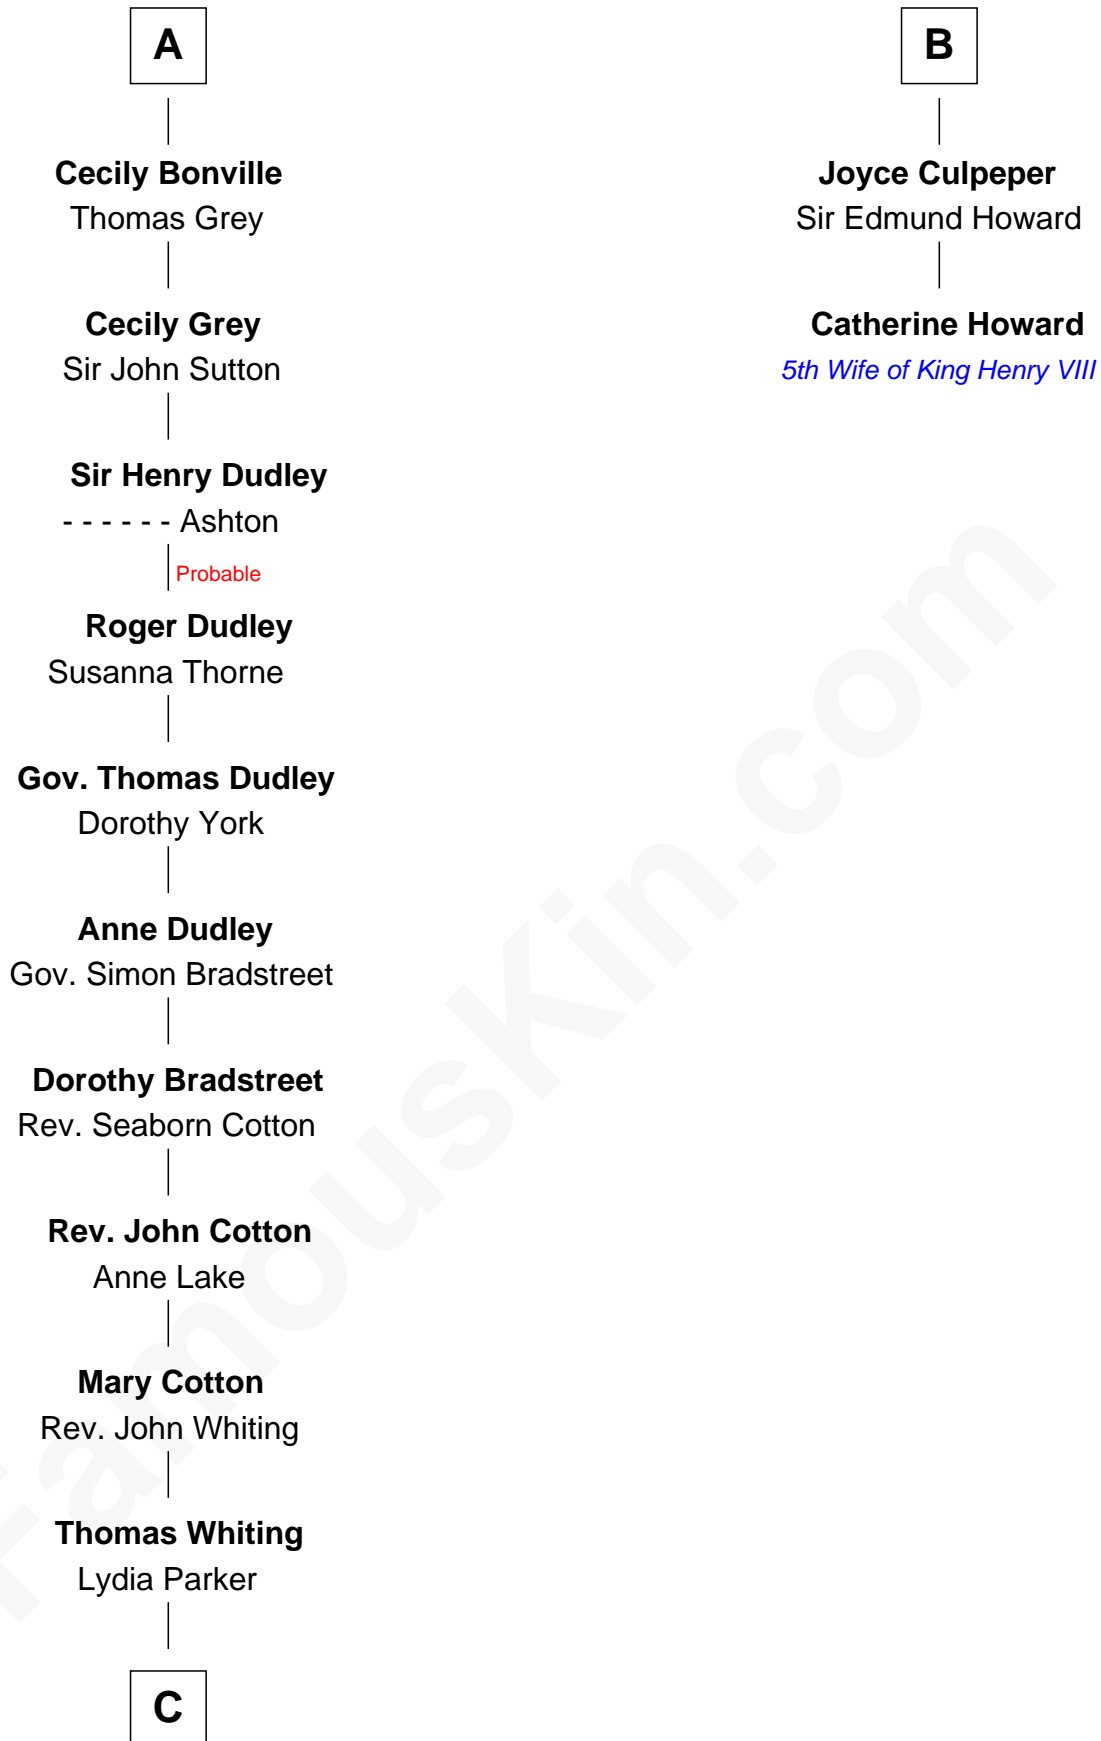 A
B
Cecily Bonville
Thomas Grey
Joyce Culpeper
Sir Edmund Howard
Cecily Grey
Sir John Sutton
Catherine Howard
5th Wife of King Henry VIII
Sir Henry Dudley
- - - - - - Ashton
Probable
Roger Dudley
Susanna Thorne
Gov. Thomas Dudley
Dorothy York
Anne Dudley
Gov. Simon Bradstreet
Dorothy Bradstreet
Rev. Seaborn Cotton
Rev. John Cotton
Anne Lake
Mary Cotton
Rev. John Whiting
Thomas Whiting
Lydia Parker
C
FamousKin.com